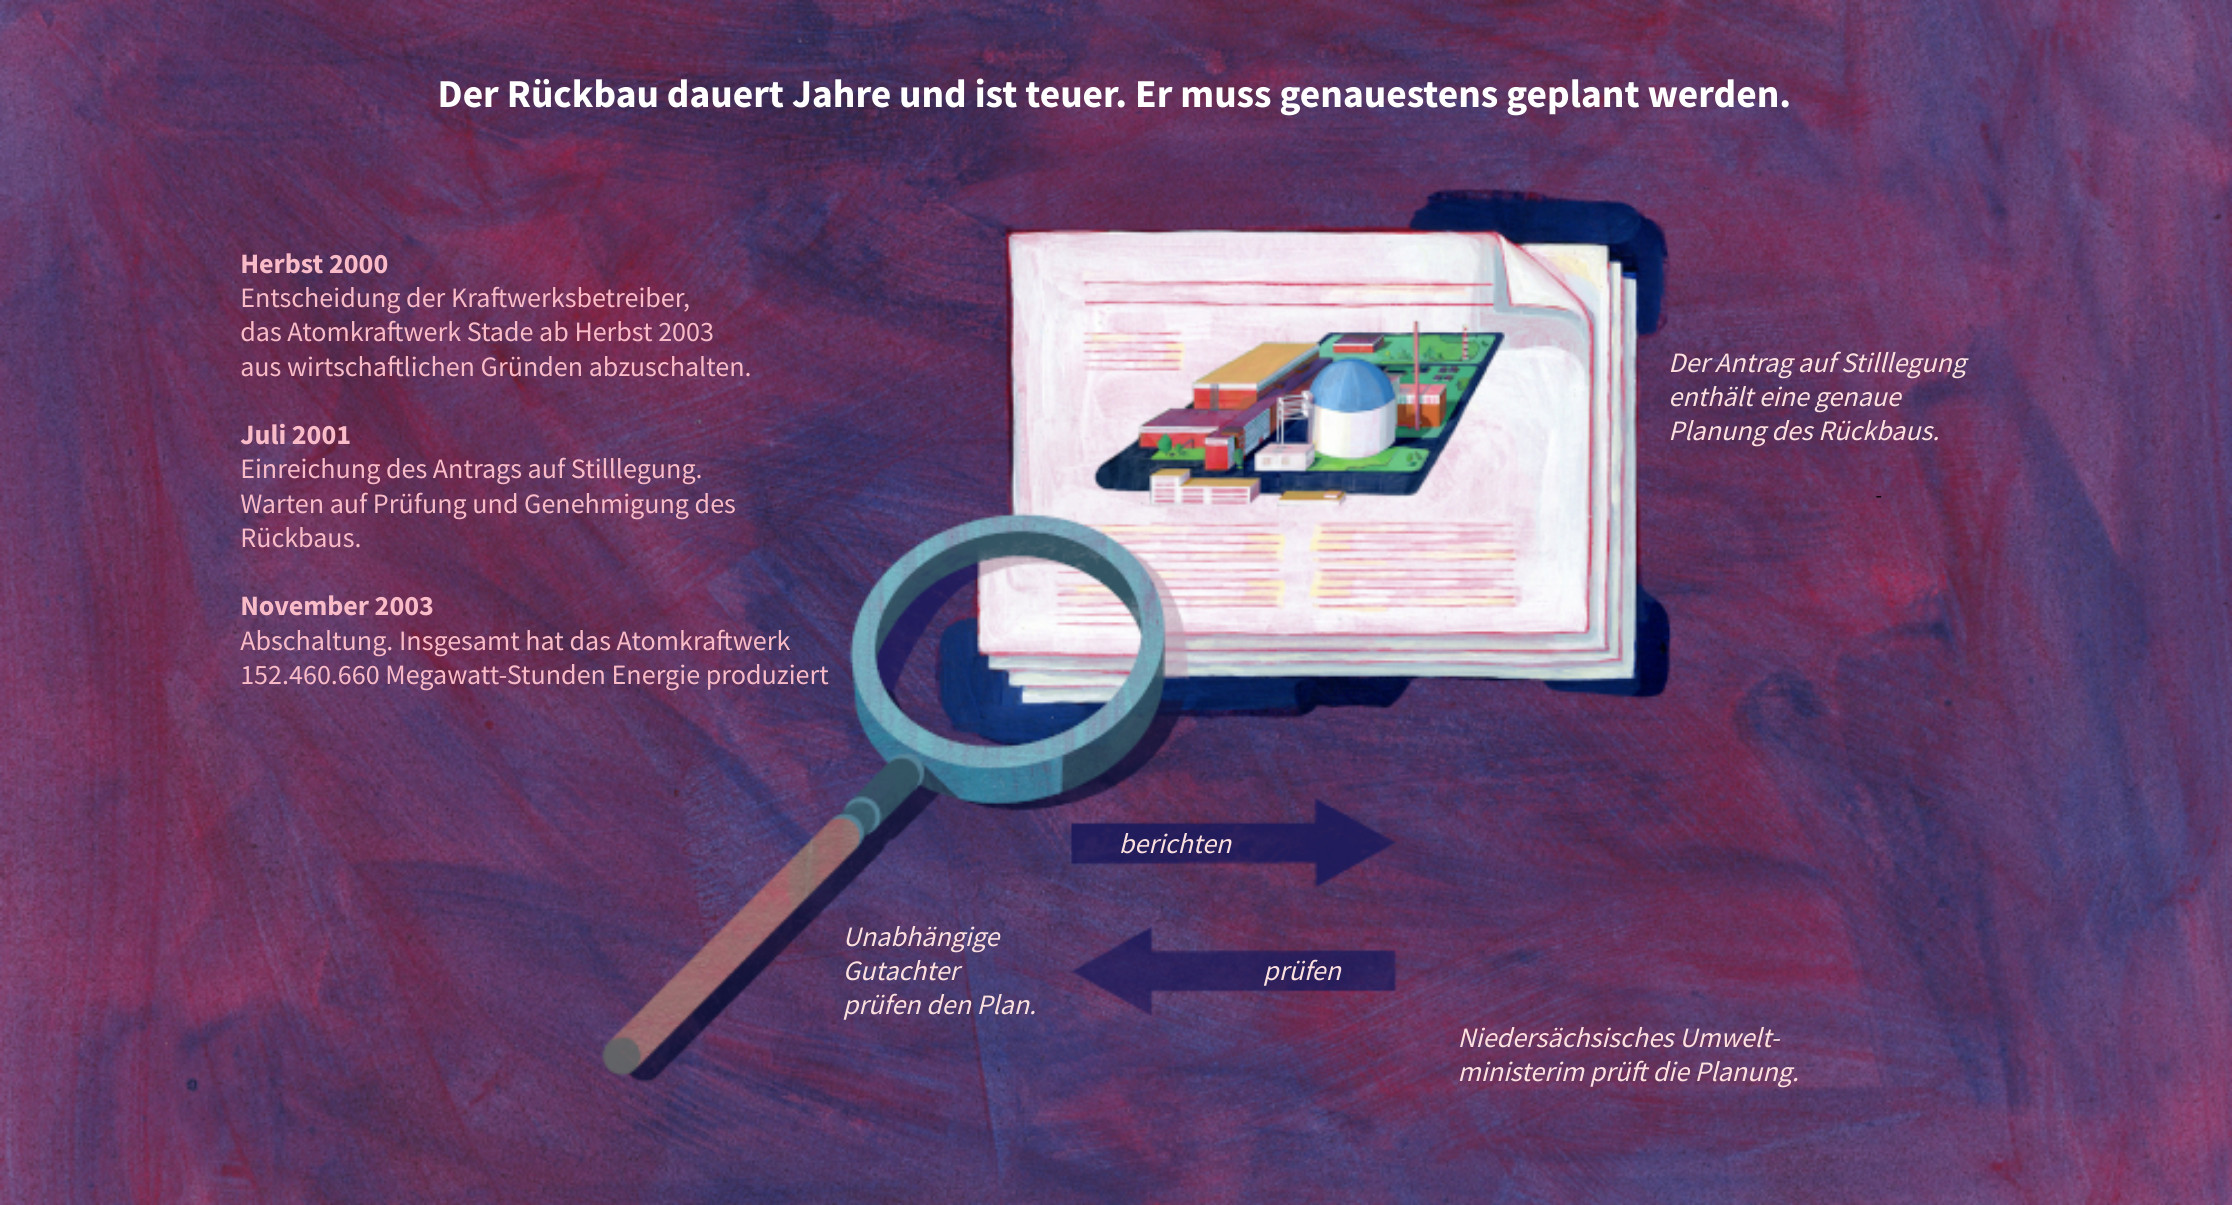 Der Rückbau dauert Jahre und ist teuer. Er muss genauestens geplant werden.
Herbst 2000
Entscheidung der Kraftwerksbetreiber,
das Atomkraftwerk Stade ab Herbst 2003
aus wirtschaftlichen Gründen abzuschalten.
Juli 2001
Einreichung des Antrags auf Stilllegung.
Warten auf Prüfung und Genehmigung des
Rückbaus.
November 2003
Abschaltung. Insgesamt hat das Atomkraftwerk
152.460.660 Megawatt-Stunden Energie produziert
Der Antrag auf Stilllegung
enthält eine genaue
Planung des Rückbaus.
-
berichten
Unabhängige
Gutachter
prüfen den Plan.
prüfen
Niedersächsisches Umwelt-
ministerim prüft die Planung.